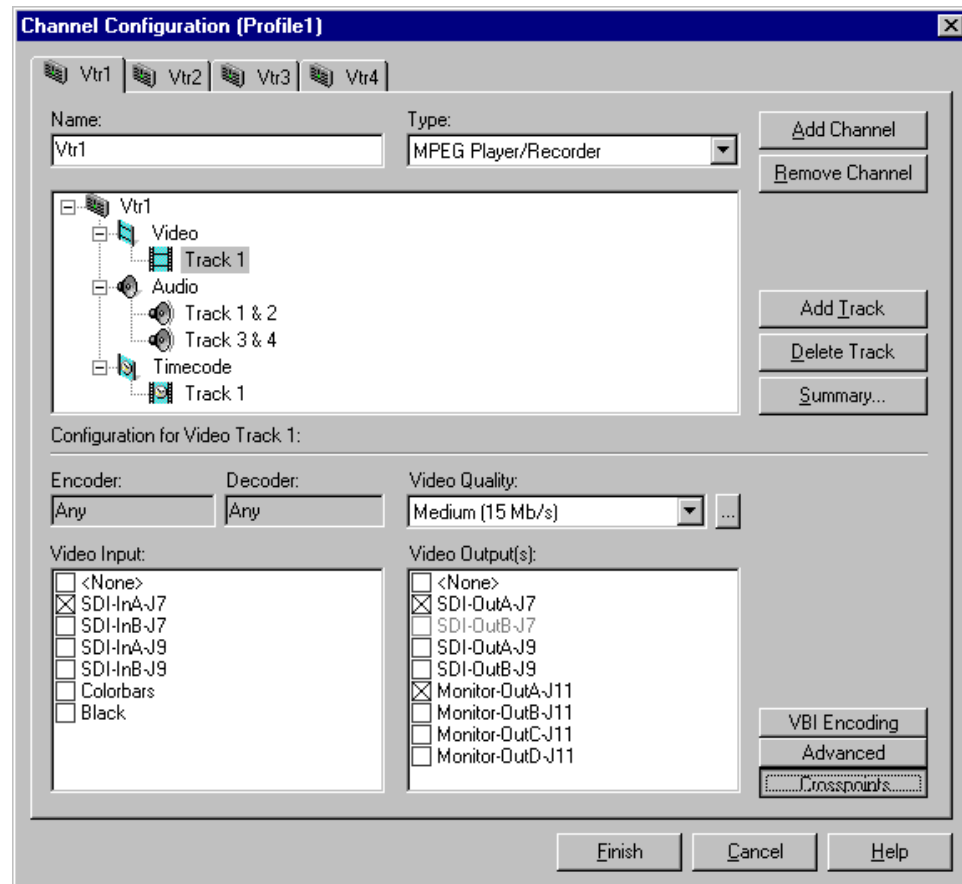 Channel Configuration (Profile1)
Vtr1 Vtr2 Vtr3 Vtr4
Name: Type:
Vtr1 MPEG Player/Recorder
Add Channel
Remove Channel
Vtr1
Video
Track 1
Audio
Track 1 & 2
Track 3 & 4
Timecode
Track 1
Add Track
Delete Track
Summary...
Configuration for Video Track 1:
Encoder: Decoder: Video Quality:
Any Any Medium (15 Mb/s) ...
Video Input:
<None>
SDI-InA-J7
SDI-InB-J7
SDI-InA-J9
SDI-InB-J9
Colorbars
Black
Video Output(s):
<None>
SDI-OutA-J7
SDI-OutB-J7
SDI-OutA-J9
SDI-OutB-J9
Monitor-OutA-J11
Monitor-OutB-J11
Monitor-OutC-J11
Monitor-OutD-J11
VBI Encoding
Advanced
Crosspoints
Finish Cancel Help